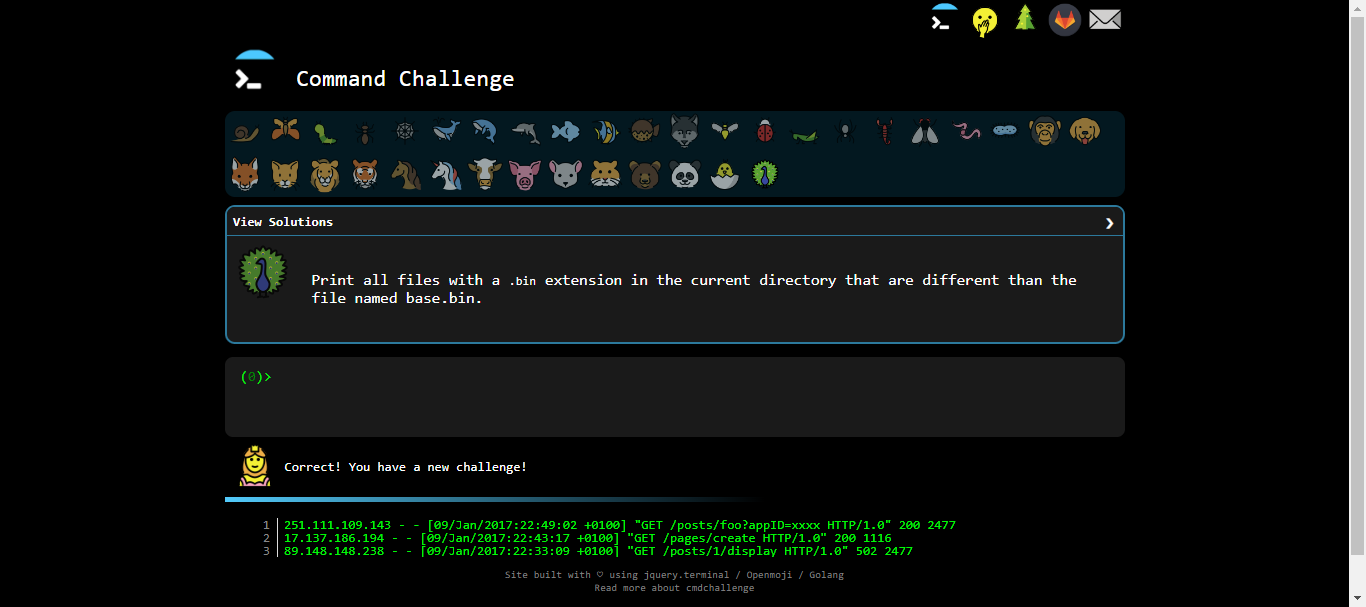 Command Challenge
View Solutions
Print all files with a .bin extension in the current directory that are different than the
file named base.bin.
(0)>
Correct! You have a new challenge!
1 251.111.109.143 - - [09/Jan/2017:22:49:02 +0100] "GET /posts/foo?appID=xxxx HTTP/1.0" 200 2477
2 17.137.186.194 - - [09/Jan/2017:22:43:17 +0100] "GET /pages/create HTTP/1.0" 200 1116
3 89.148.148.238 - - [09/Jan/2017:22:33:09 +0100] "GET /posts/1/display HTTP/1.0" 502 2477
Site built with ♡ using jquery.terminal / Openmoji / Golang
Read more about cmdchallenge